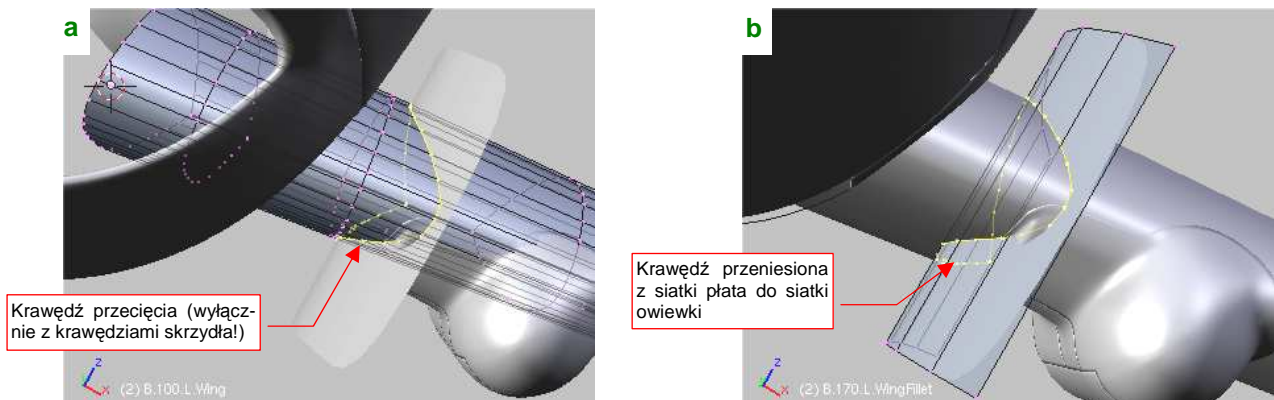 a
Krawędź przecięcia (wyłącz-
nie z krawędziami skrzydła!)
z
x
(2) B.100.L.Wing
b
Krawędź przeniesiona
z siatki płata do siatki
owiewki
z
x
(2) B.170.L.WingFillet